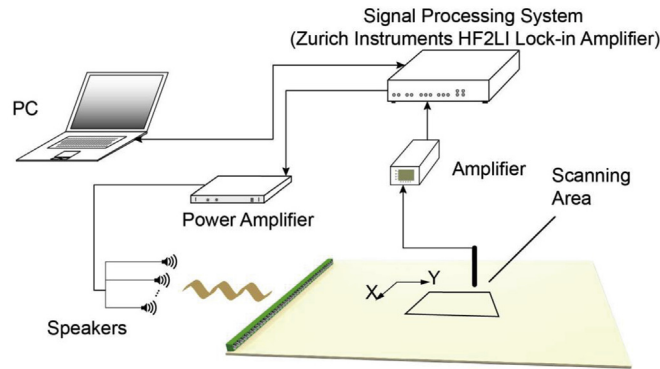 Signal Processing System
(Zurich Instruments HF2LI Lock-in Amplifier)
PC
Amplifier
Scanning
Area
Power Amplifier
X
Y
Speakers